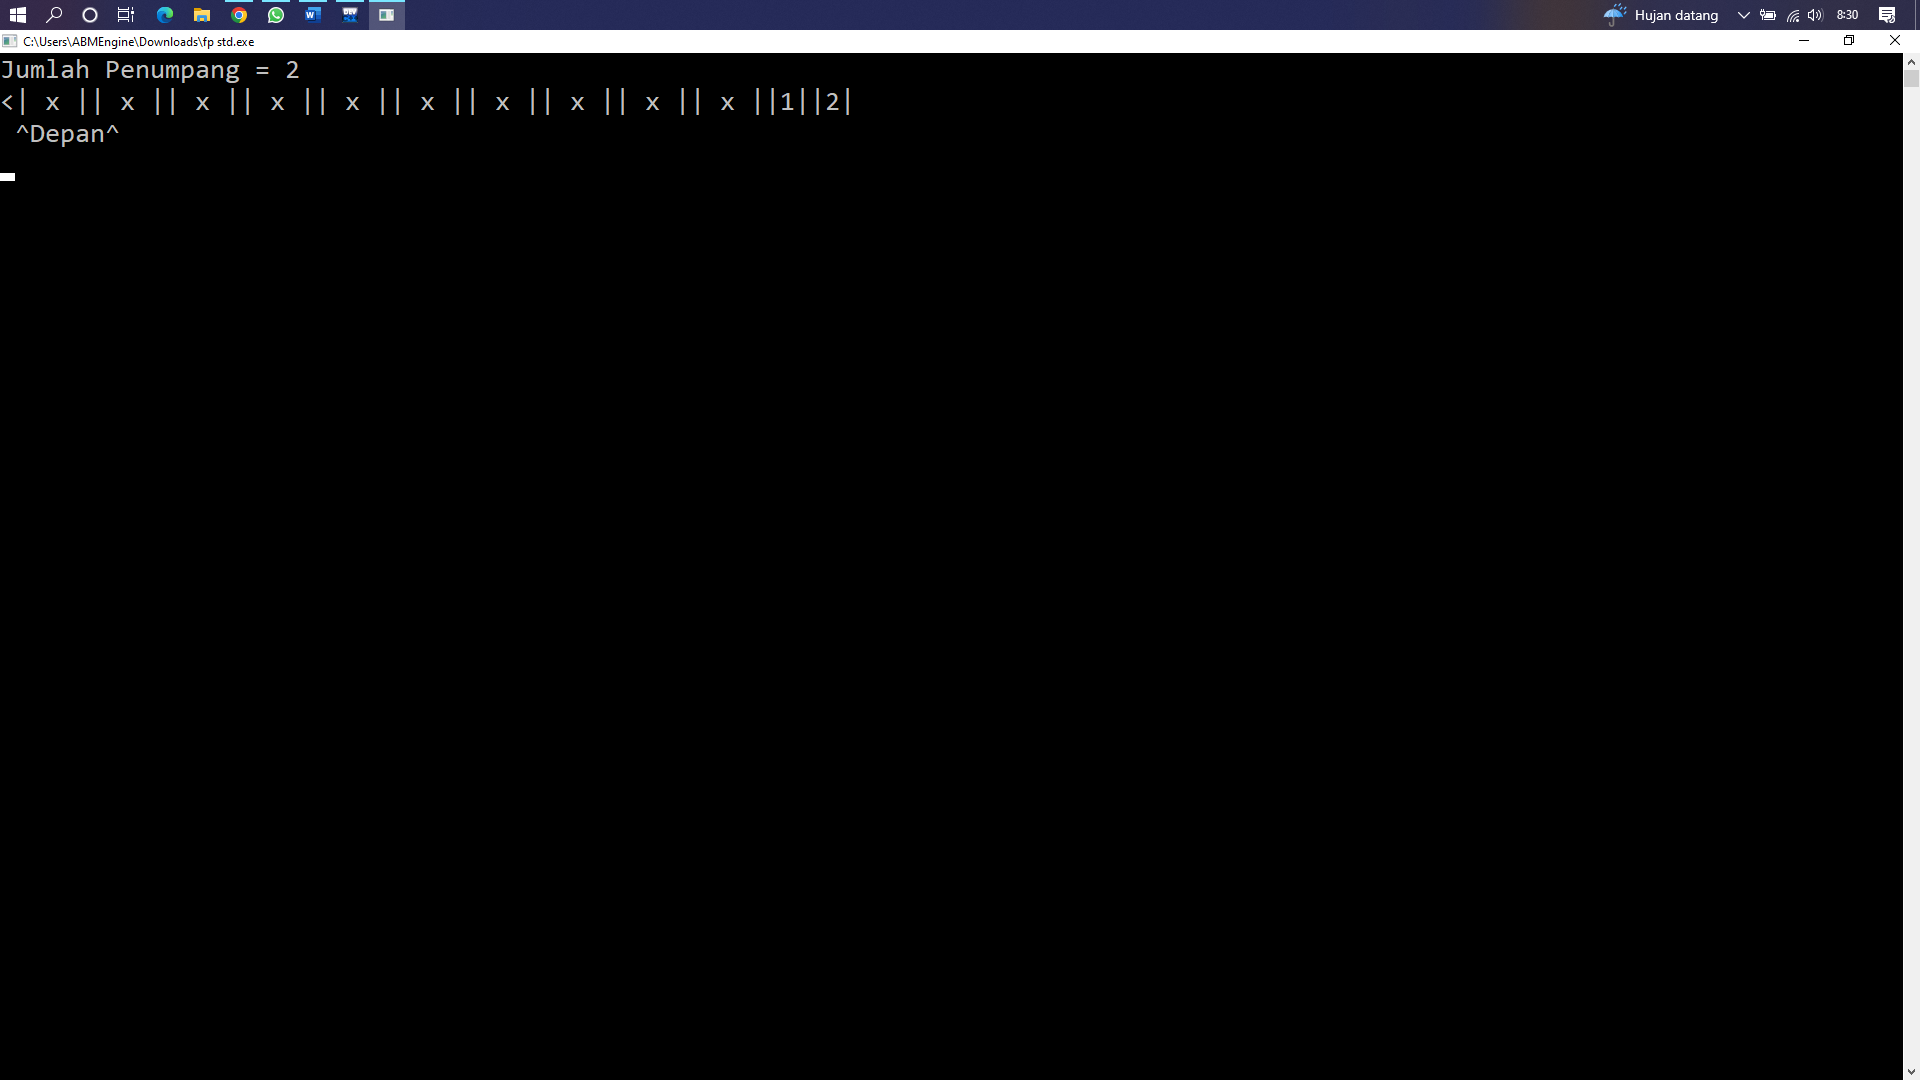 Hujan datang
8:30
C:\Users\ABMEngine\Downloads\fp std.exe
Jumlah Penumpang = 2
<| x || x || x || x || x || x || x || x || x || x ||1||2|
^Depan^